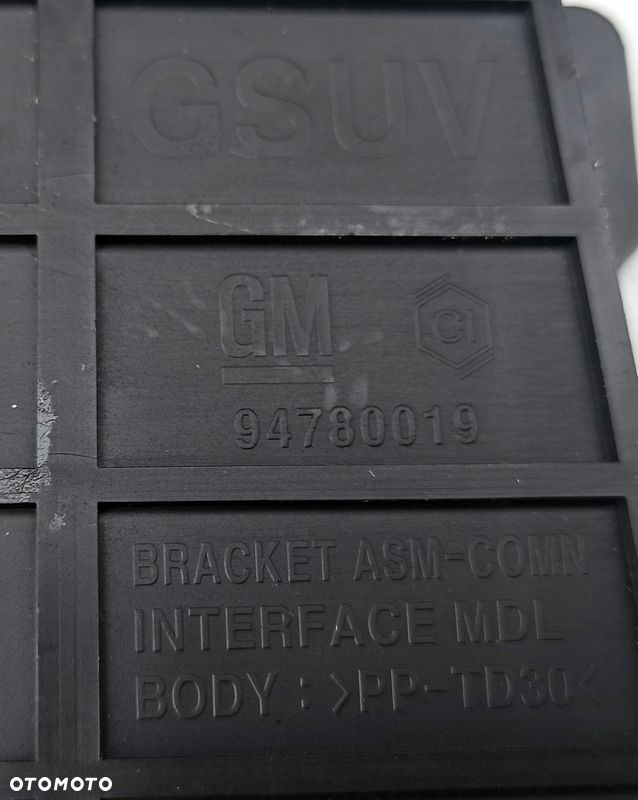 GSUV
GM
CI
94780019
BRACKET ASM-COMN
INTERFACE MDL
BODY : >PP-TD30<
OTOMOTO